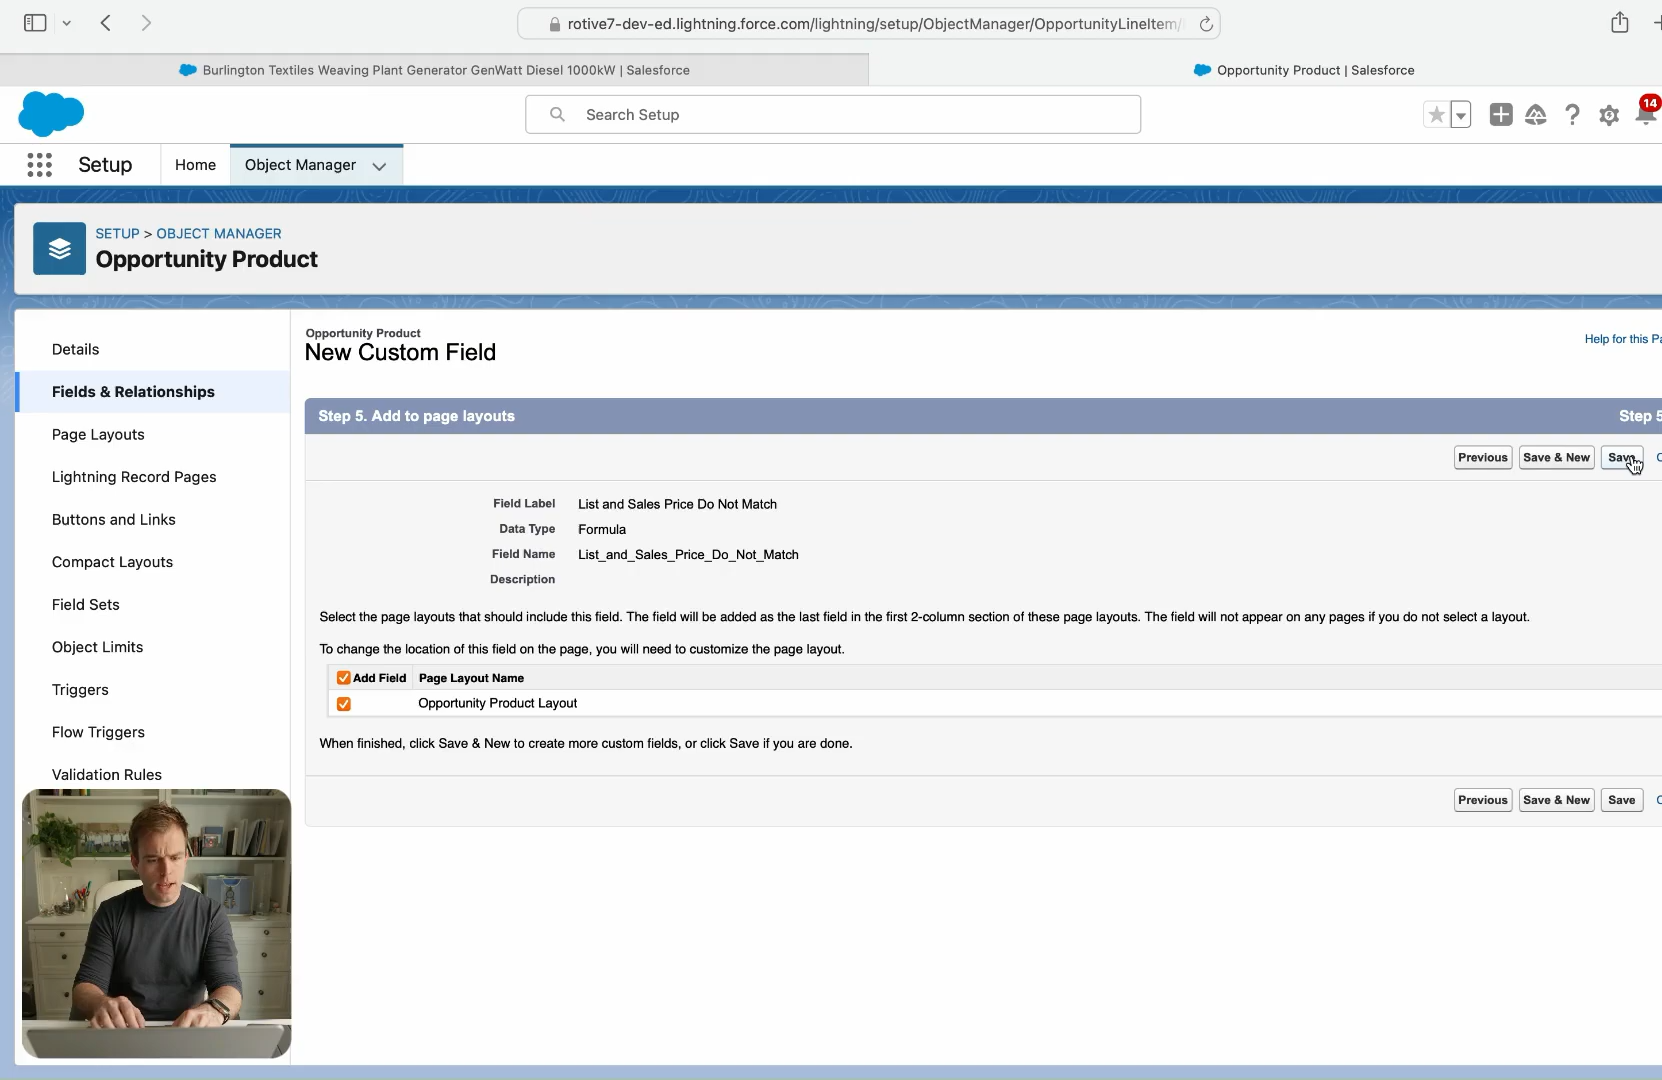 rotive7-dev-ed.lightning.force.com/lightning/setup/ObjectManager/OpportunityLineItem/
Burlington Textiles Weaving Plant Generator GenWatt Diesel 1000kW | Salesforce
Opportunity Product | Salesforce
Search Setup
14
Setup
Home
Object Manager
SETUP > OBJECT MANAGER
Opportunity Product
Details
Fields & Relationships
Page Layouts
Lightning Record Pages
Buttons and Links
Compact Layouts
Field Sets
Object Limits
Triggers
Flow Triggers
Validation Rules
Opportunity Product
New Custom Field
Help for this
Step 5. Add to page layouts
Step 5
Previous
Save & New
Save
Field Label List and Sales Price Do Not Match
Data Type Formula
Field Name List_and_Sales_Price_Do_Not_Match
Description
Select the page layouts that should include this field. The field will be added as the last field in the first 2-column section of these page layouts. The field will not appear on any pages if you do not select a layout.
To change the location of this field on the page, you will need to customize the page layout.
Add Field Page Layout Name
Opportunity Product Layout
When finished, click Save & New to create more custom fields, or click Save if you are done.
Previous
Save & New
Save